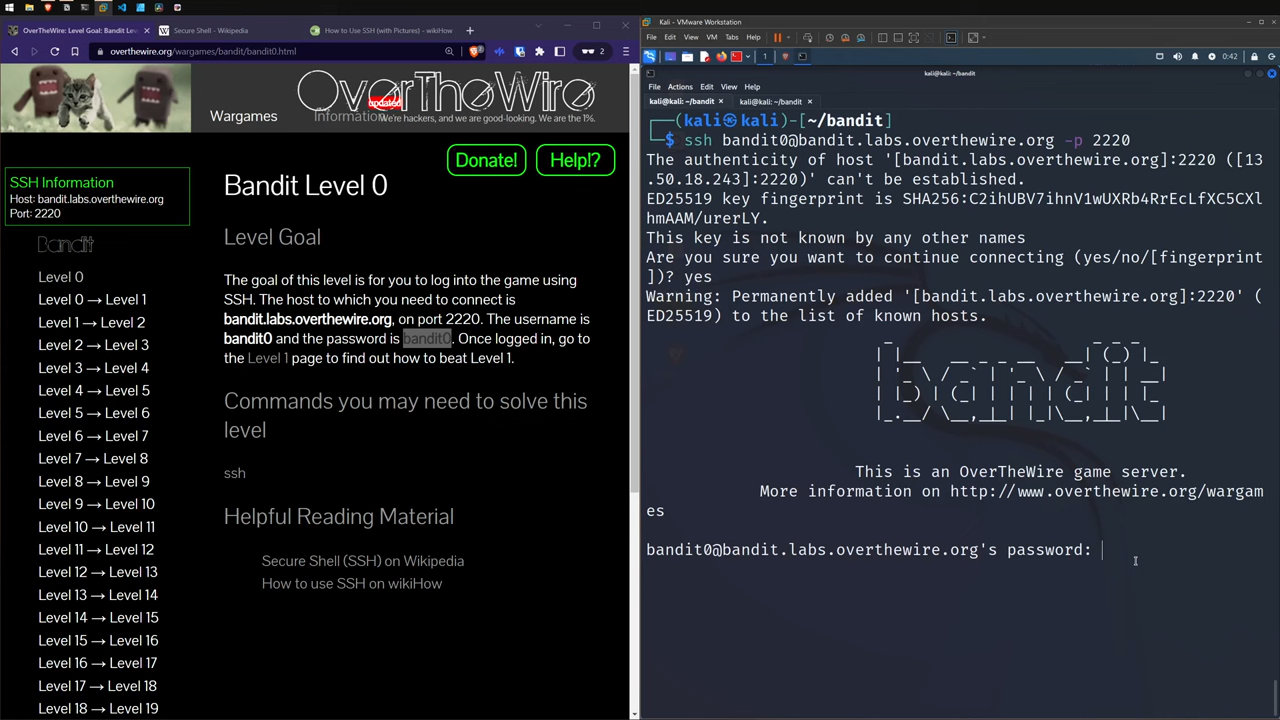 OverTheWire: Level Goal: Bandit Lev
Secure Shell - Wikipedia
How to Use SSH (with Pictures) - wikiHow
overthewire.org/wargames/bandit/bandit0.html
2
OverTheWire
updated
Wargames
Information
We're hackers, and we are good-looking. We are the 1%.
Donate!
Help!?
SSH Information
Host: bandit.labs.overthewire.org
Port: 2220
Bandit
Level 0
Level 0 → Level 1
Level 1 → Level 2
Level 2 → Level 3
Level 3 → Level 4
Level 4 → Level 5
Level 5 → Level 6
Level 6 → Level 7
Level 7 → Level 8
Level 8 → Level 9
Level 9 → Level 10
Level 10 → Level 11
Level 11 → Level 12
Level 12 → Level 13
Level 13 → Level 14
Level 14 → Level 15
Level 15 → Level 16
Level 16 → Level 17
Level 17 → Level 18
Level 18 → Level 19
Bandit Level 0
Level Goal
The goal of this level is for you to log into the game using
SSH. The host to which you need to connect is
bandit.labs.overthewire.org, on port 2220. The username is
bandit0 and the password is bandit0. Once logged in, go to
the Level 1 page to find out how to beat Level 1.
Commands you may need to solve this
level
ssh
Helpful Reading Material
Secure Shell (SSH) on Wikipedia
How to use SSH on wikiHow
Kali - VMware Workstation
File Edit View VM Tabs Help
1
0:42
kali@kali: ~/bandit
File Actions Edit View Help
kali@kali: ~/bandit
kali@kali: ~/bandit
(kali㉿kali)-[~/bandit]
$ ssh bandit0@bandit.labs.overthewire.org -p 2220
The authenticity of host '[bandit.labs.overthewire.org]:2220 ([13
.50.18.243]:2220)' can't be established.
ED25519 key fingerprint is SHA256:C2ihUBV7ihnV1wUXRb4RrEcLfXC5CXl
hmAAM/urerLY.
This key is not known by any other names
Are you sure you want to continue connecting (yes/no/[fingerprint
])? yes
Warning: Permanently added '[bandit.labs.overthewire.org]:2220' (
ED25519) to the list of known hosts.
bandit
This is an OverTheWire game server.
More information on http://www.overthewire.org/wargam
es
bandit0@bandit.labs.overthewire.org's password: